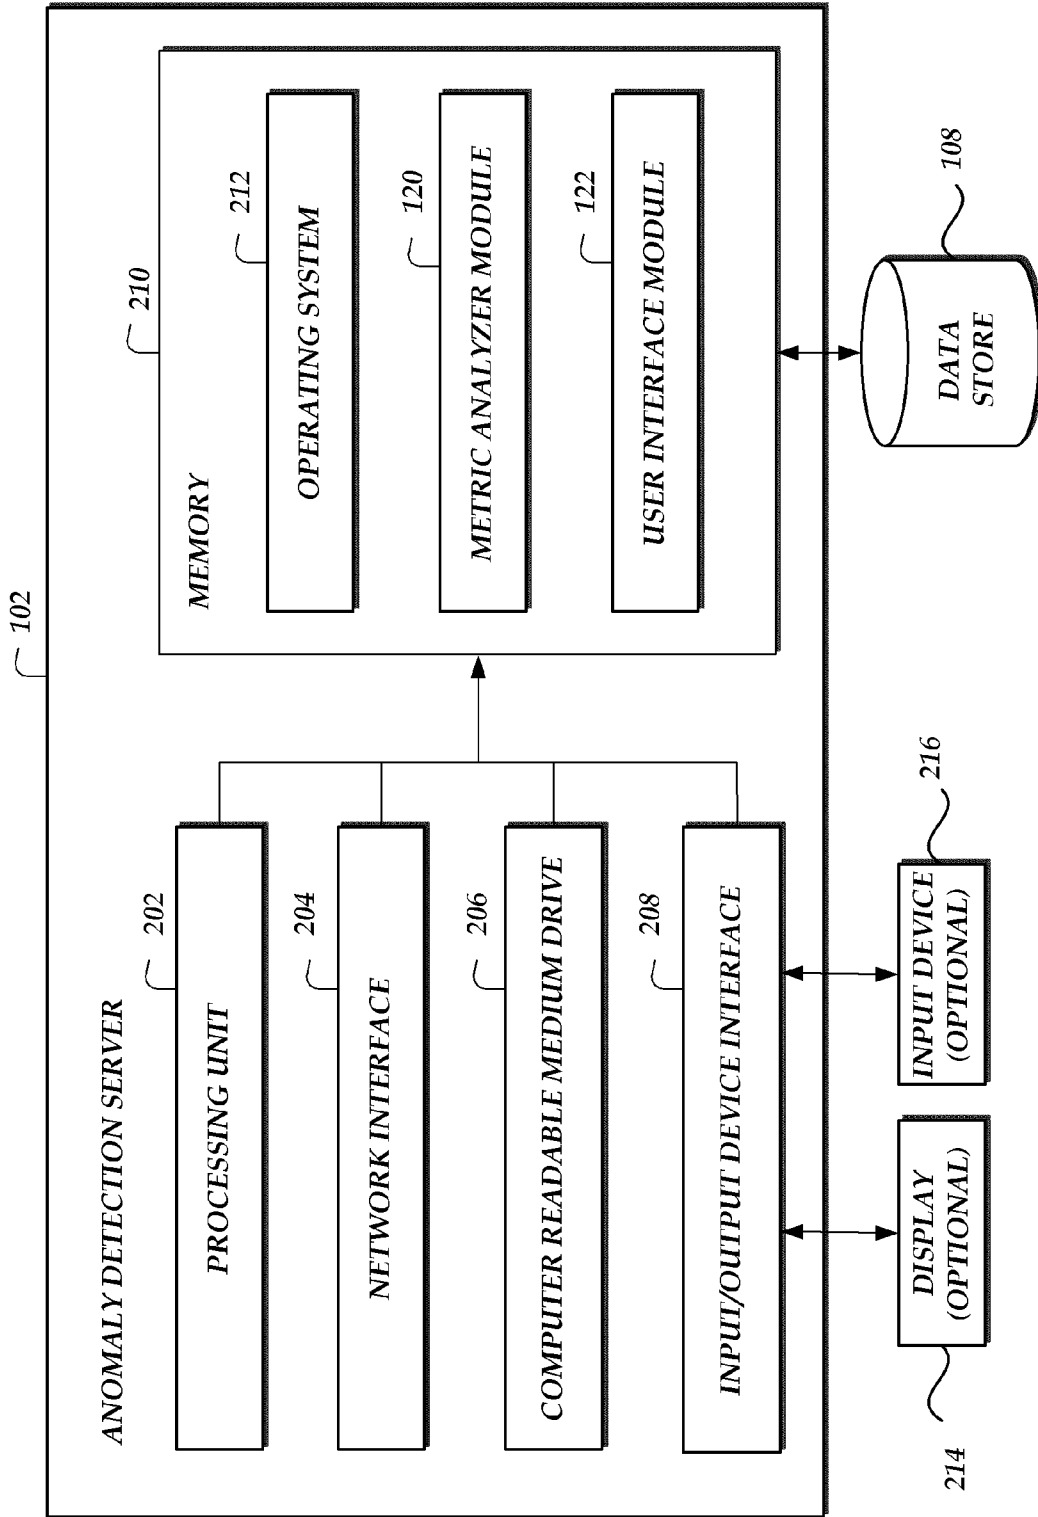 102
ANOMALY DETECTION SERVER
202
PROCESSING UNIT
204
NETWORK INTERFACE
206
COMPUTER READABLE MEDIUM DRIVE
208
INPUT/OUTPUT DEVICE INTERFACE
210
MEMORY
212
OPERATING SYSTEM
120
METRIC ANALYZER MODULE
122
USER INTERFACE MODULE
214
DISPLAY
(OPTIONAL)
216
INPUT DEVICE
(OPTIONAL)
108
DATA
STORE